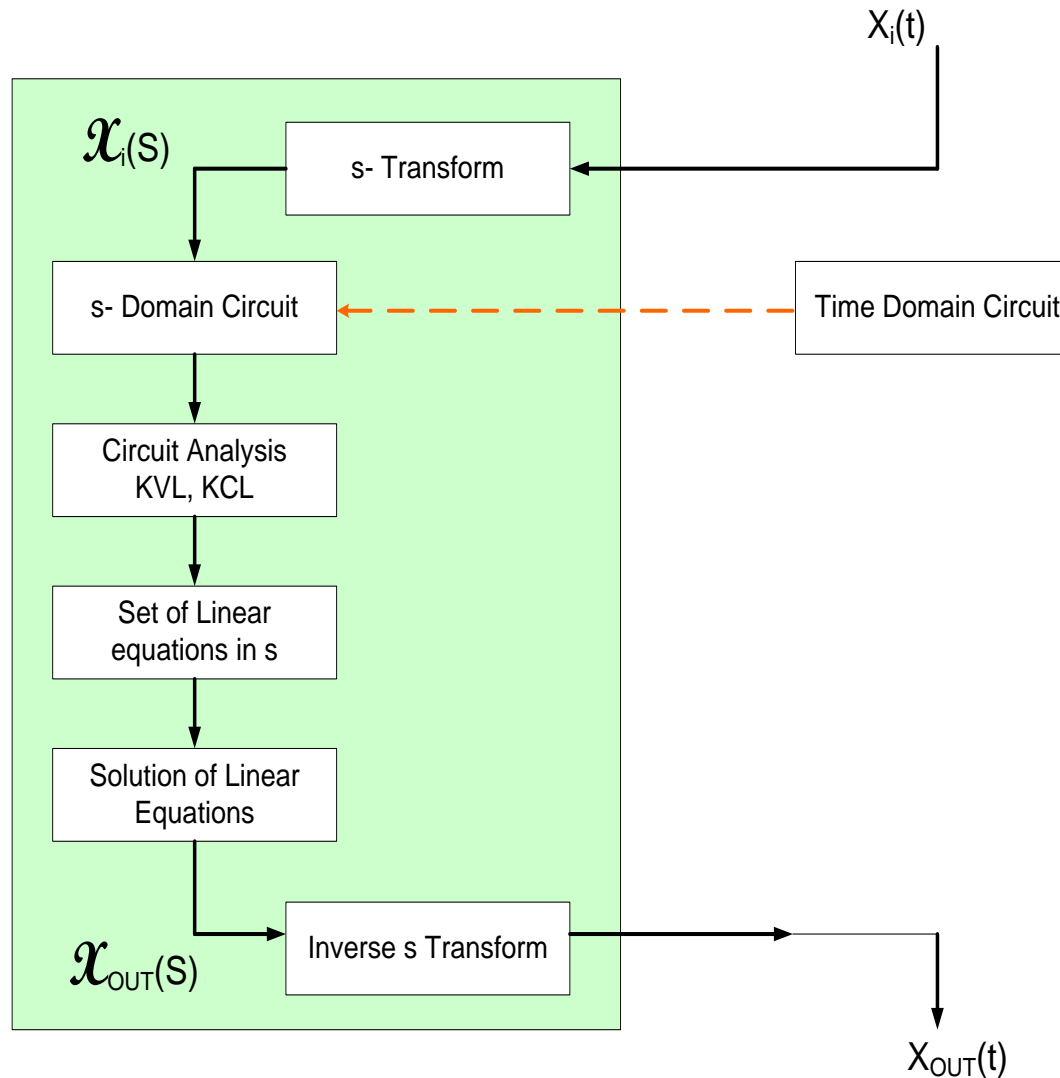 Xi(t)
𝒳i(S)
s- Transform
s- Domain Circuit
Time Domain Circuit
Circuit Analysis
KVL, KCL
Set of Linear
equations in s
Solution of Linear
Equations
Inverse s Transform
𝒳OUT(S)
XOUT(t)